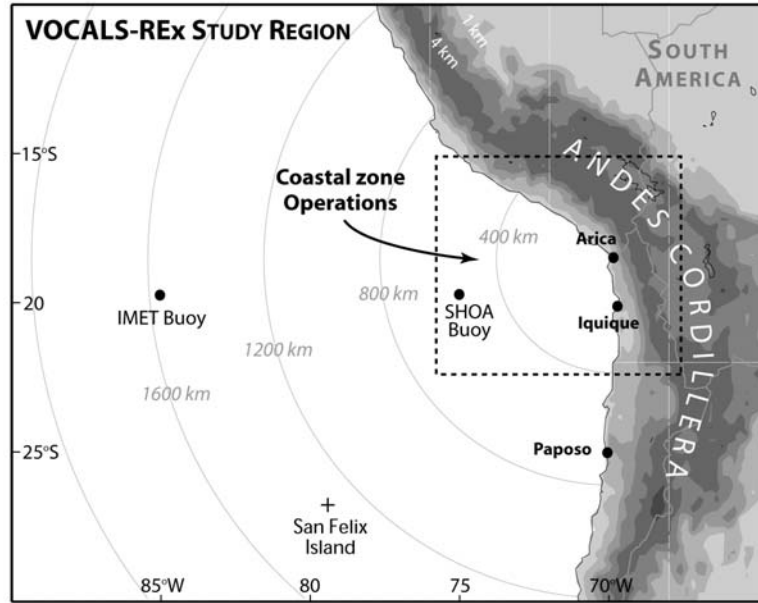 VOCALS-REx STUDY REGION
1 km
4 km
SOUTH
AMERICA
15°S
Coastal zone
Operations
ANDES CORDILLERA
400 km
Arica
800 km
20
IMET Buoy
SHOA
Buoy
Iquique
1200 km
1600 km
25°S
Paposo
San Felix
Island
85°W
80
75
70°W